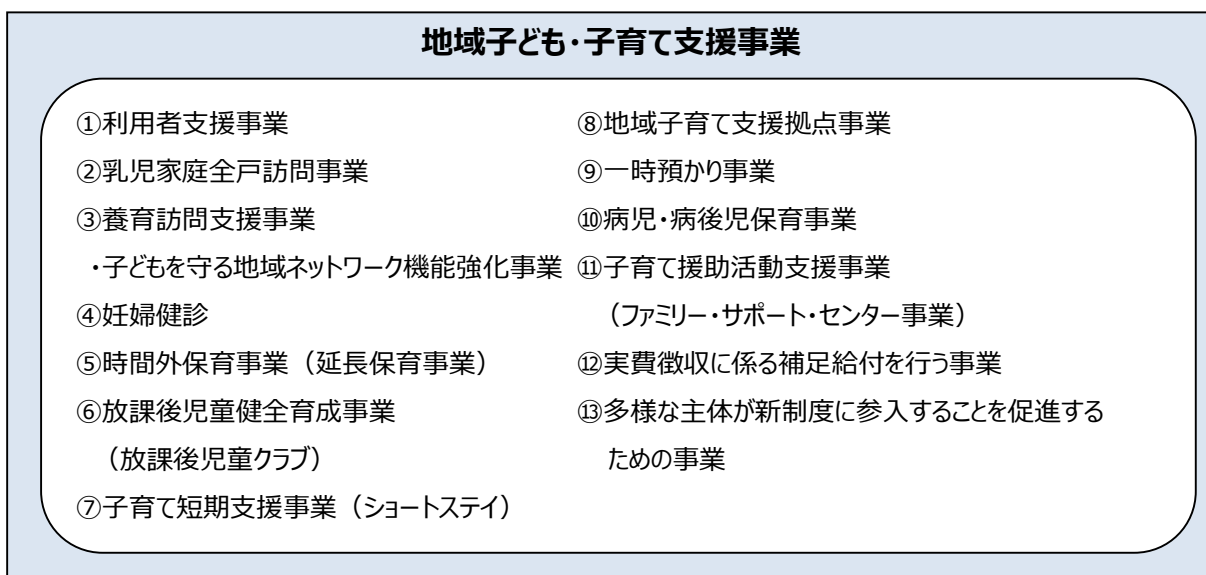 地域子ども・子育て支援事業
①利用者支援事業
②乳児家庭全戸訪問事業
③養育訪問支援事業
・子どもを守る地域ネットワーク機能強化事業
④妊婦健診
⑤時間外保育事業（延長保育事業）
⑥放課後児童健全育成事業
（放課後児童クラブ）
⑦子育て短期支援事業（ショートステイ）
⑧地域子育て支援拠点事業
⑨一時預かり事業
⑩病児・病後児保育事業
⑪子育て援助活動支援事業
（ファミリー・サポート・センター事業）
⑫実費徴収に係る補足給付を行う事業
⑬多様な主体が新制度に参入することを促進する
ための事業